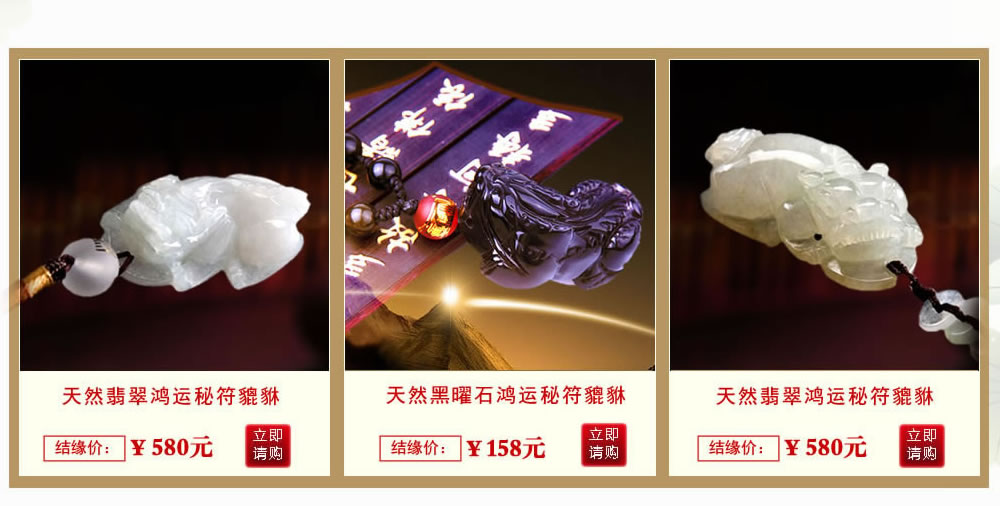 天然翡翠鸿运秘符貔貅
结缘价：
￥580元
立即
请购
天然黑曜石鸿运秘符貔貅
结缘价：
￥158元
立即
请购
天然翡翠鸿运秘符貔貅
结缘价：
￥580元
立即
请购